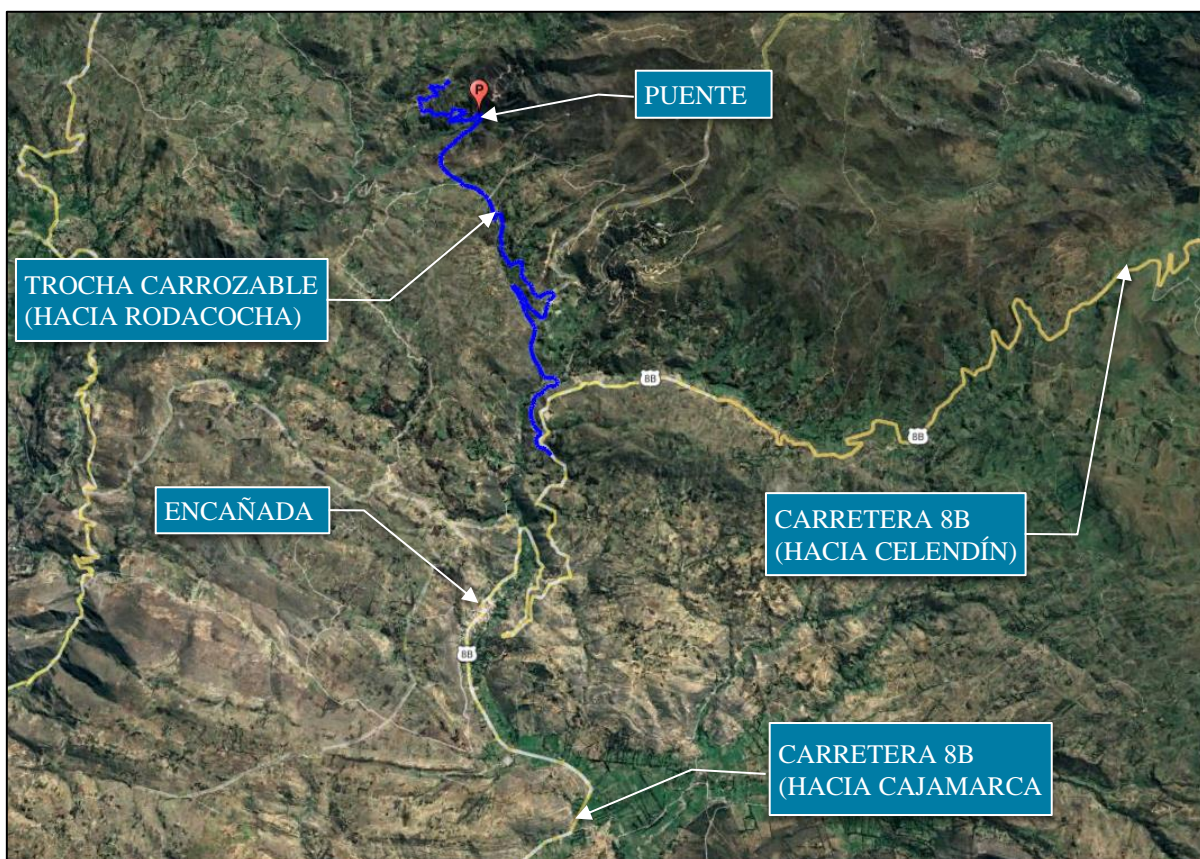 P
PUENTE
TROCHA CARROZABLE
(HACIA RODACOCHA)
8B
8B
ENCAÑADA
CARRETERA 8B
(HACIA CELENDÍN)
8B
CARRETERA 8B
(HACIA CAJAMARCA